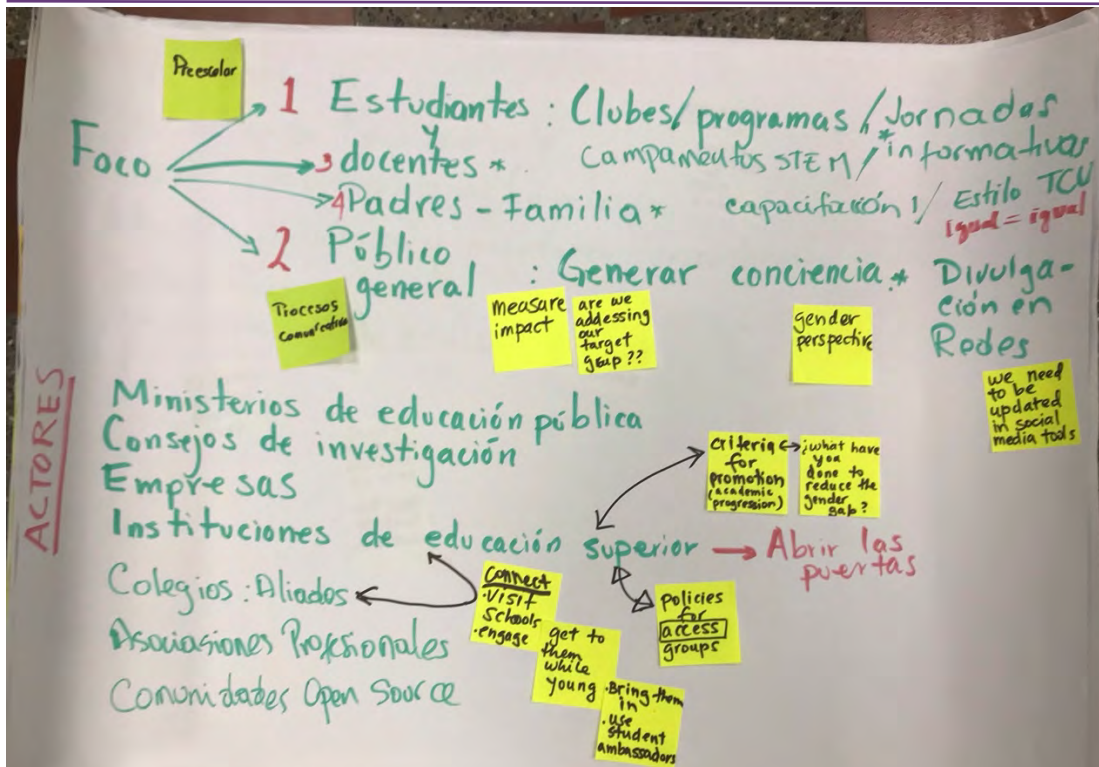 Preescolar
Foco
1 Estudiantes : Clubes/programas/Jornadas
y
3 docentes * Campamentos STEM / * informativas
4 Padres - Familia * capacitación ! / Estilo TCU
igual = igual
2 Público
general : Generar conciencia * Divulga-
ción en
Redes
Procesos
measure
impact
are we
addressing
our
target
group ??
gender
perspective
we need
to be
updated
in social
media tools
ACTORES
Ministerios de educación pública
Consejos de investigación
Empresas
Instituciones de educación superior → Abrir las
puertas
criteria
for
promotion
(academic
progression)
¿what have
you
done to
reduce the
gender
gap?
Colegios : Aliados
Asociasiones Profesionales
Comunidades Open Source
Connect
·Visit
Schools
·engage
get to
them
while
young
·Bring them
in
·use
student
ambassadors
policies
for
access
groups